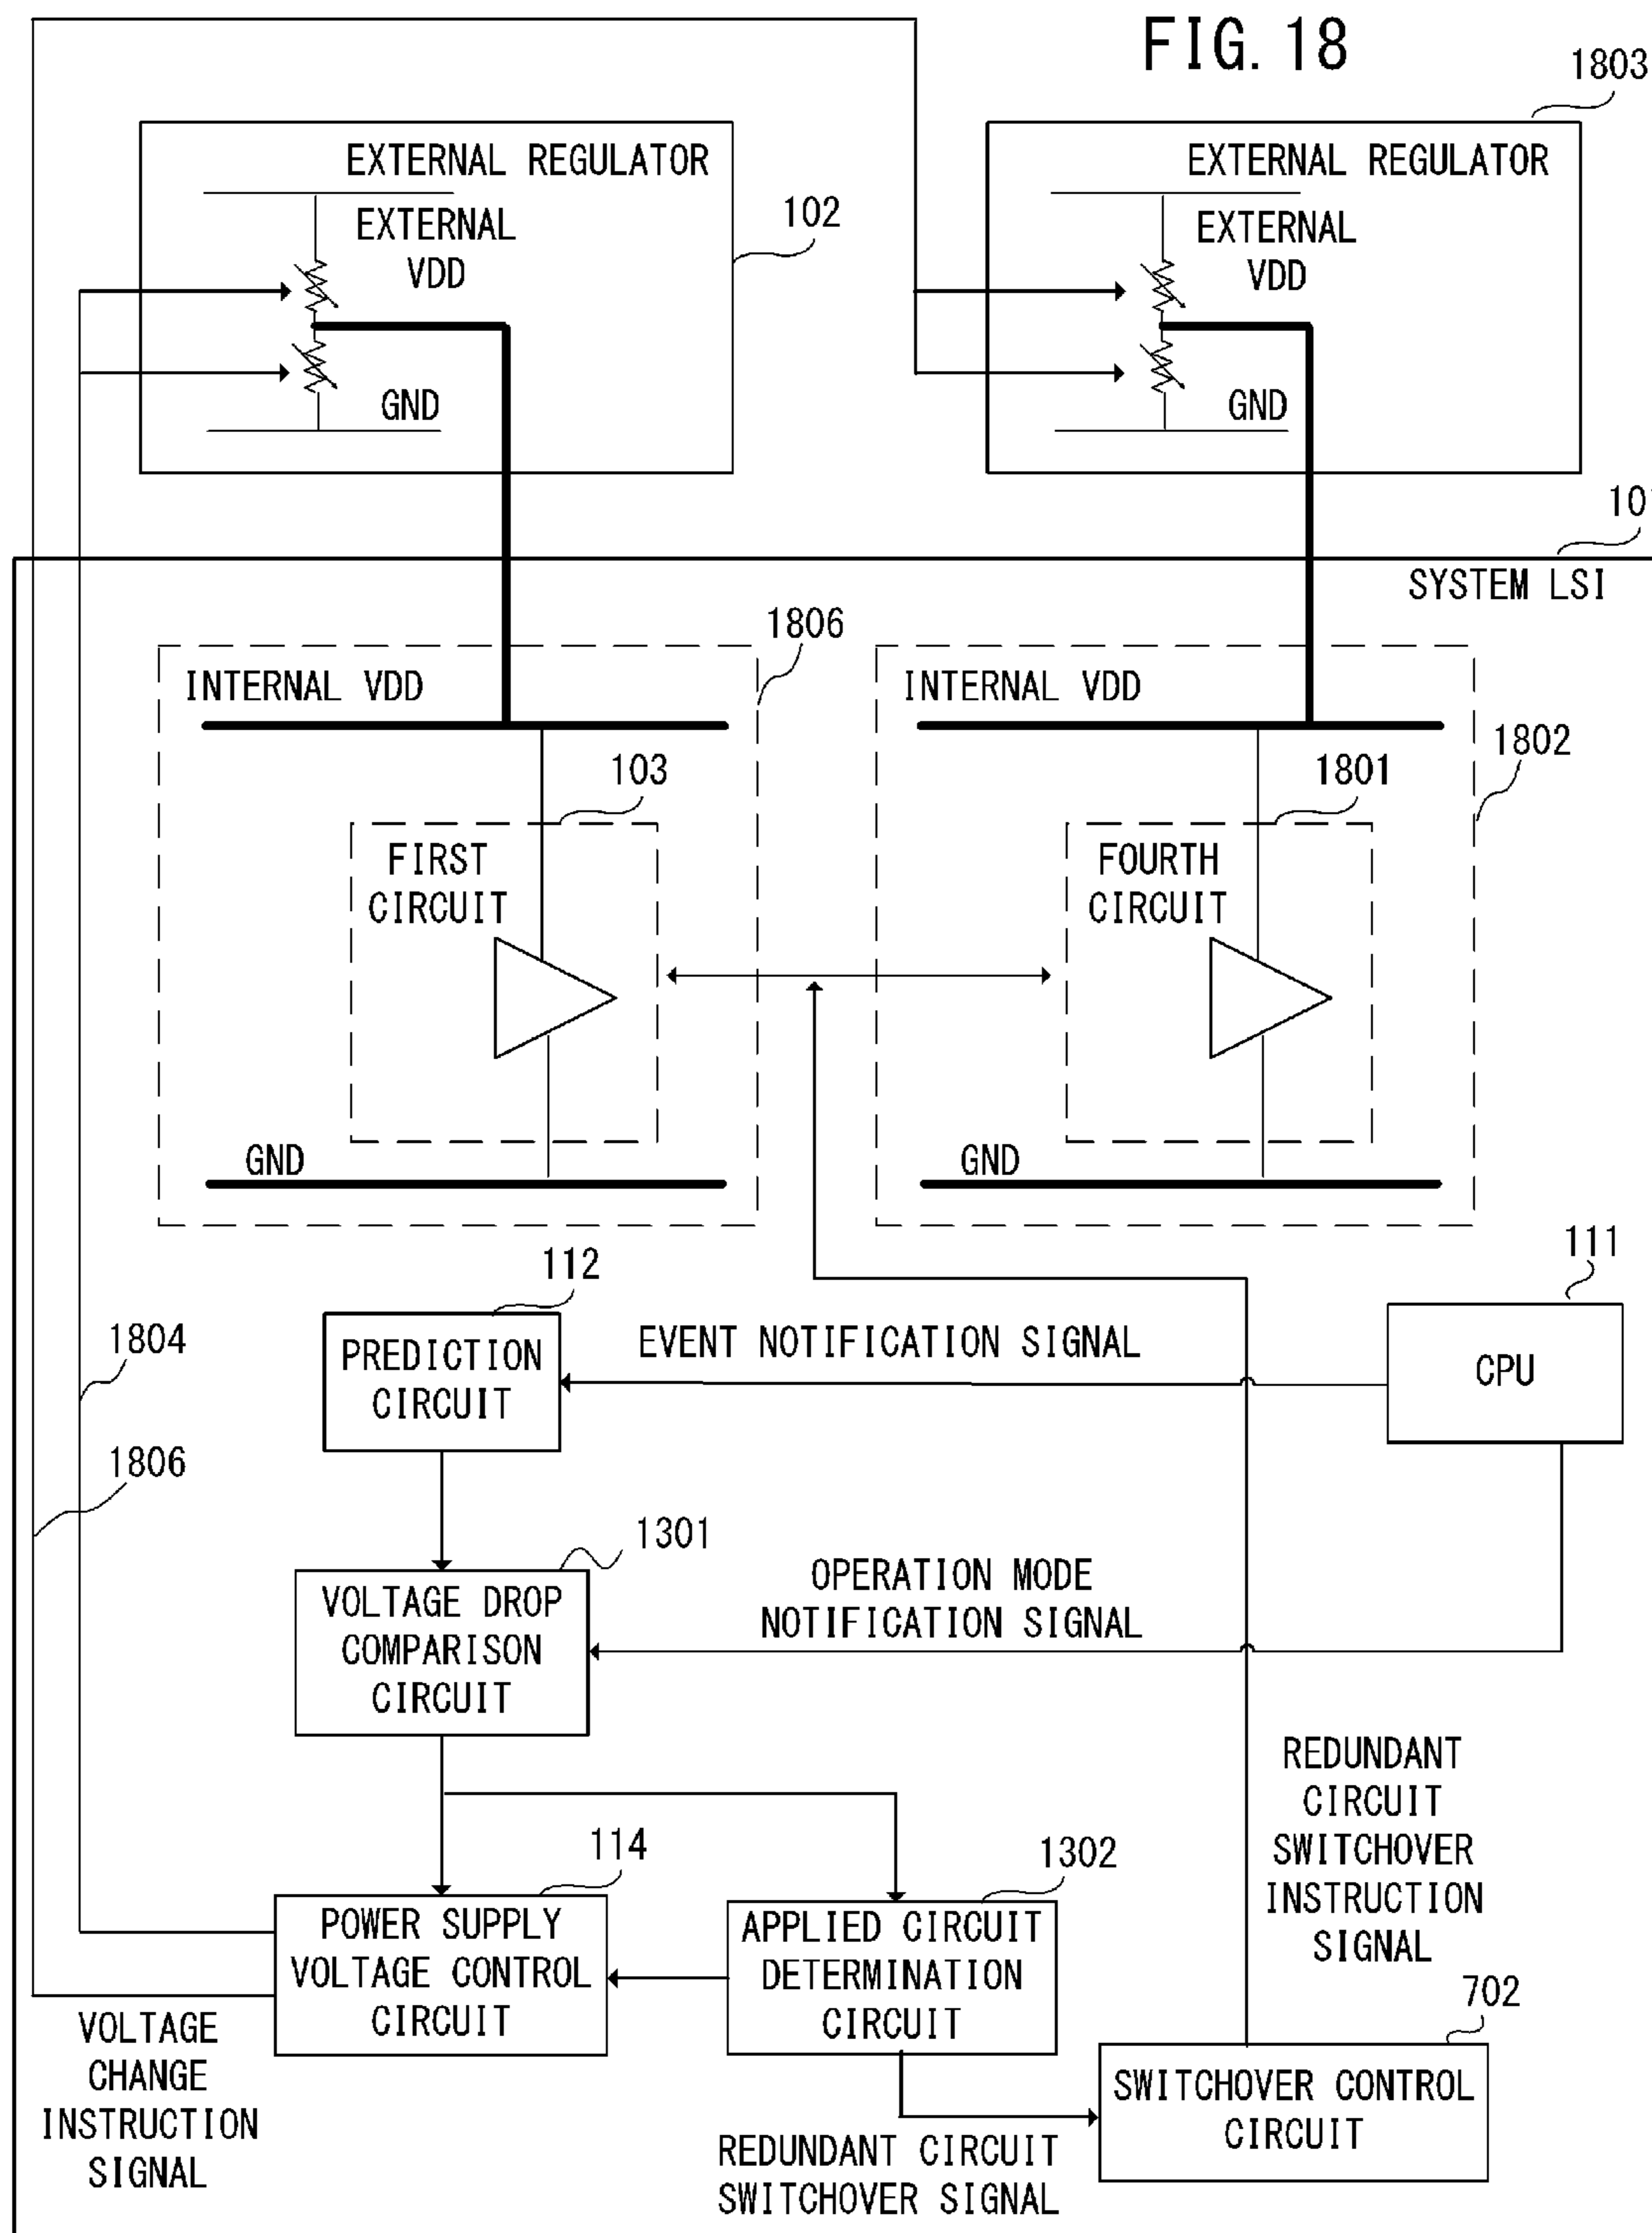 FIG. 18
1803
EXTERNAL REGULATOR
EXTERNAL
VDD
GND
102
EXTERNAL REGULATOR
EXTERNAL
VDD
GND
10
SYSTEM LSI
1806
INTERNAL VDD
103
FIRST
CIRCUIT
GND
INTERNAL VDD
1802
1801
FOURTH
CIRCUIT
GND
112
PREDICTION
CIRCUIT
EVENT NOTIFICATION SIGNAL
111
CPU
1804
1806
1301
VOLTAGE DROP
COMPARISON
CIRCUIT
OPERATION MODE
NOTIFICATION SIGNAL
REDUNDANT
CIRCUIT
SWITCHOVER
INSTRUCTION
SIGNAL
114
POWER SUPPLY
VOLTAGE CONTROL
CIRCUIT
1302
APPLIED CIRCUIT
DETERMINATION
CIRCUIT
702
SWITCHOVER CONTROL
CIRCUIT
VOLTAGE
CHANGE
INSTRUCTION
SIGNAL
REDUNDANT CIRCUIT
SWITCHOVER SIGNAL